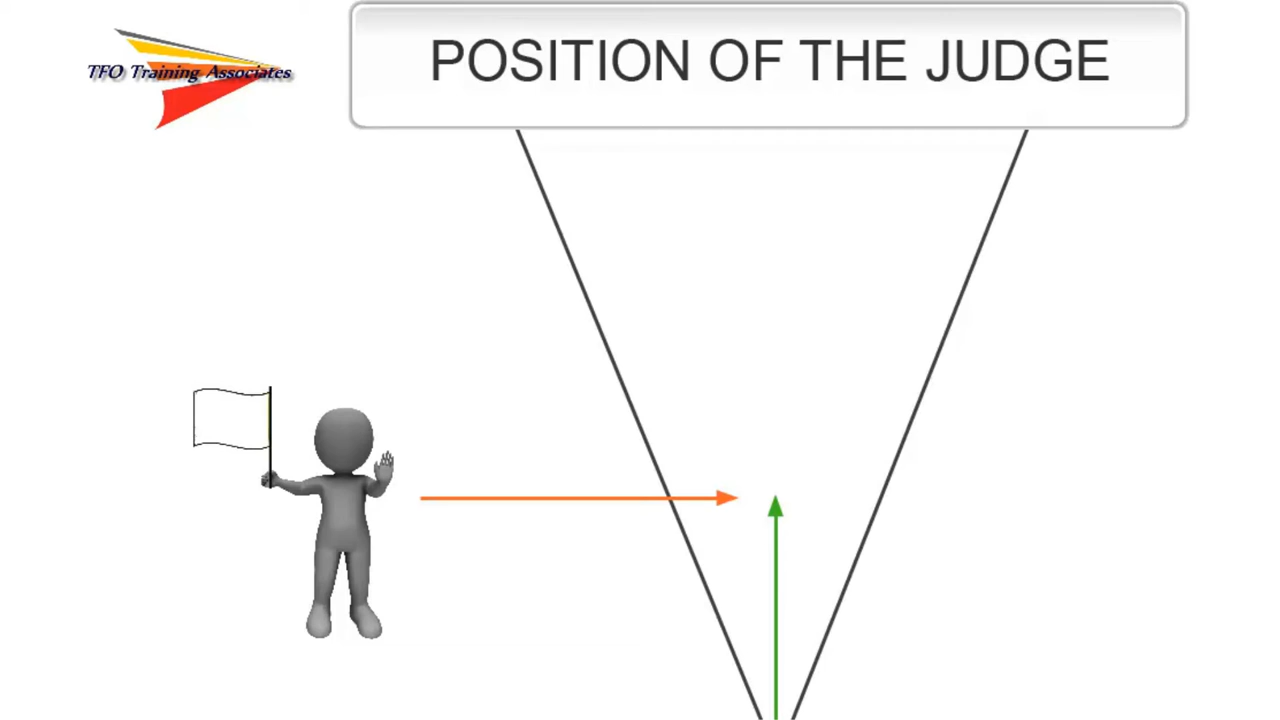 TFO Training Associates
POSITION OF THE JUDGE